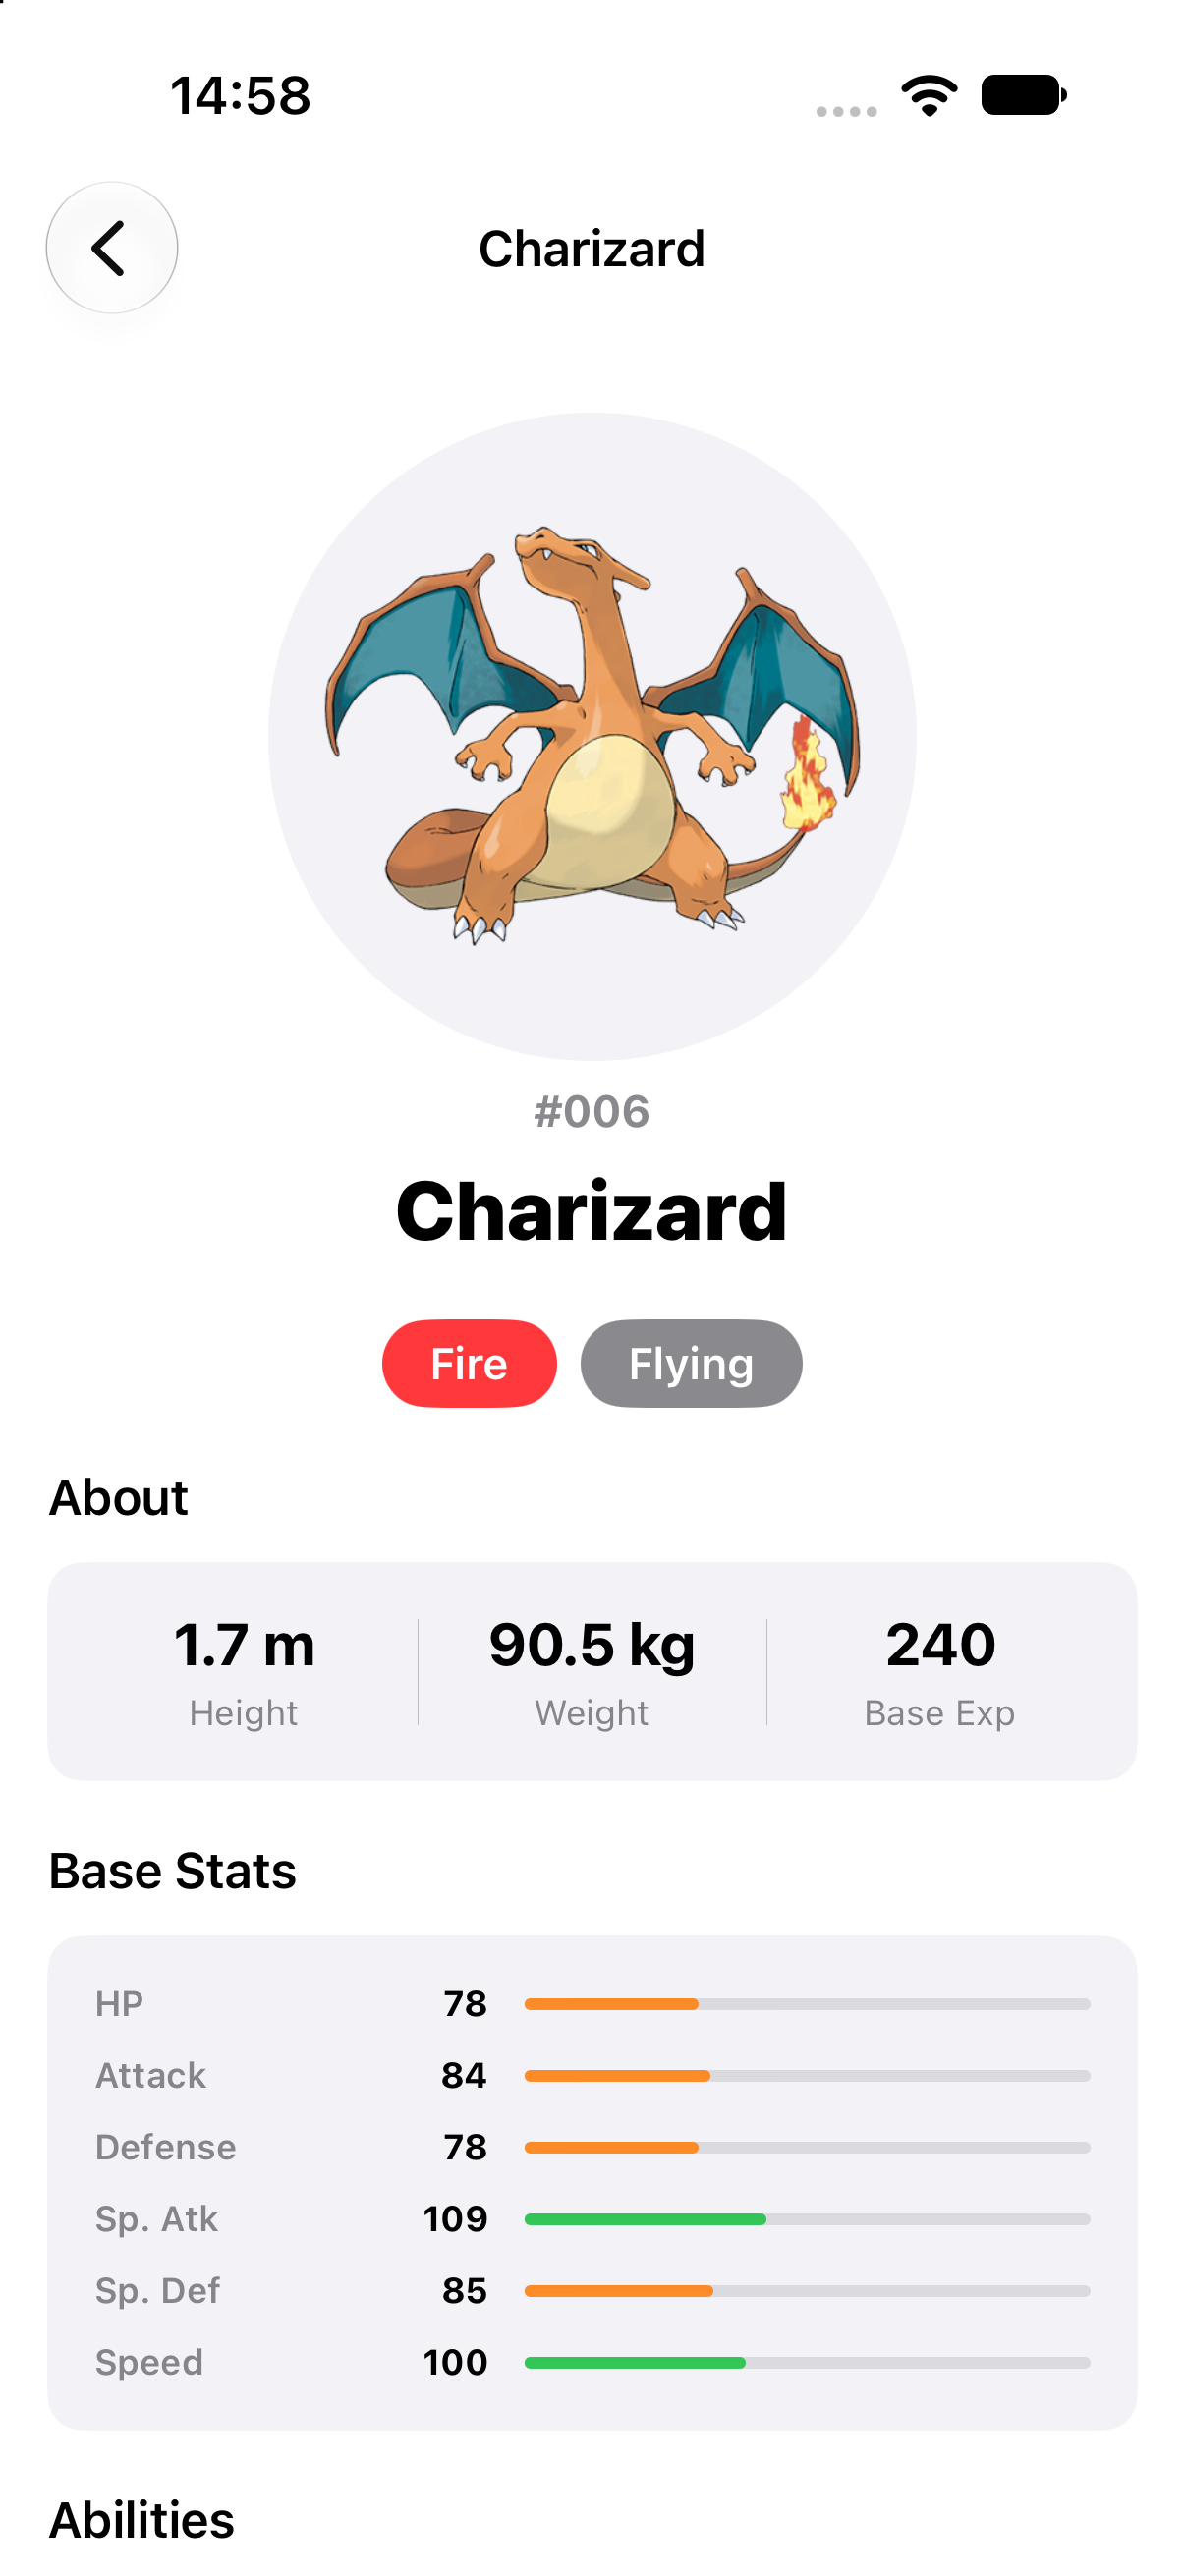 14:58
Charizard
#006
Charizard
Fire Flying
About
1.7 m 90.5 kg 240
Height Weight Base Exp
Base Stats
HP 78
Attack 84
Defense 78
Sp. Atk 109
Sp. Def 85
Speed 100
Abilities